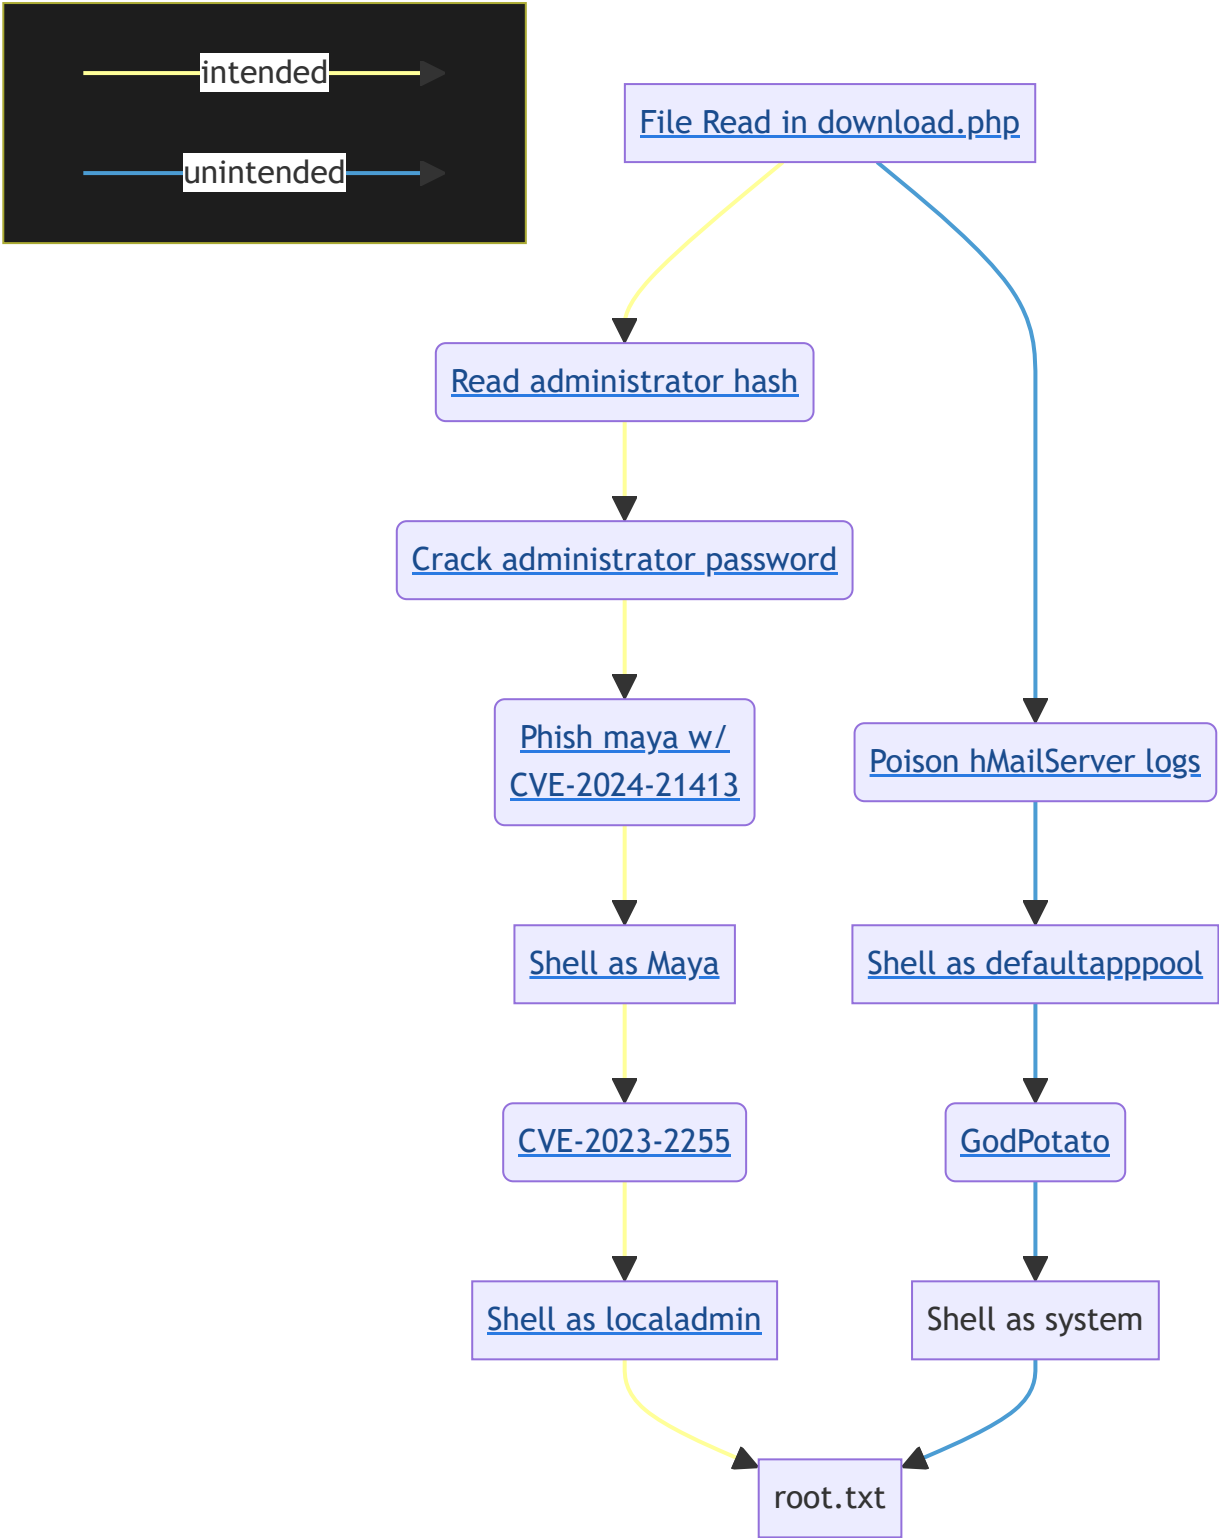 intended
unintended
File Read in download.php
Read administrator hash
Crack administrator password
Phish maya w/
CVE-2024-21413
Poison hMailServer logs
Shell as Maya
Shell as defaultapppool
CVE-2023-2255
GodPotato
Shell as localadmin
Shell as system
root.txt